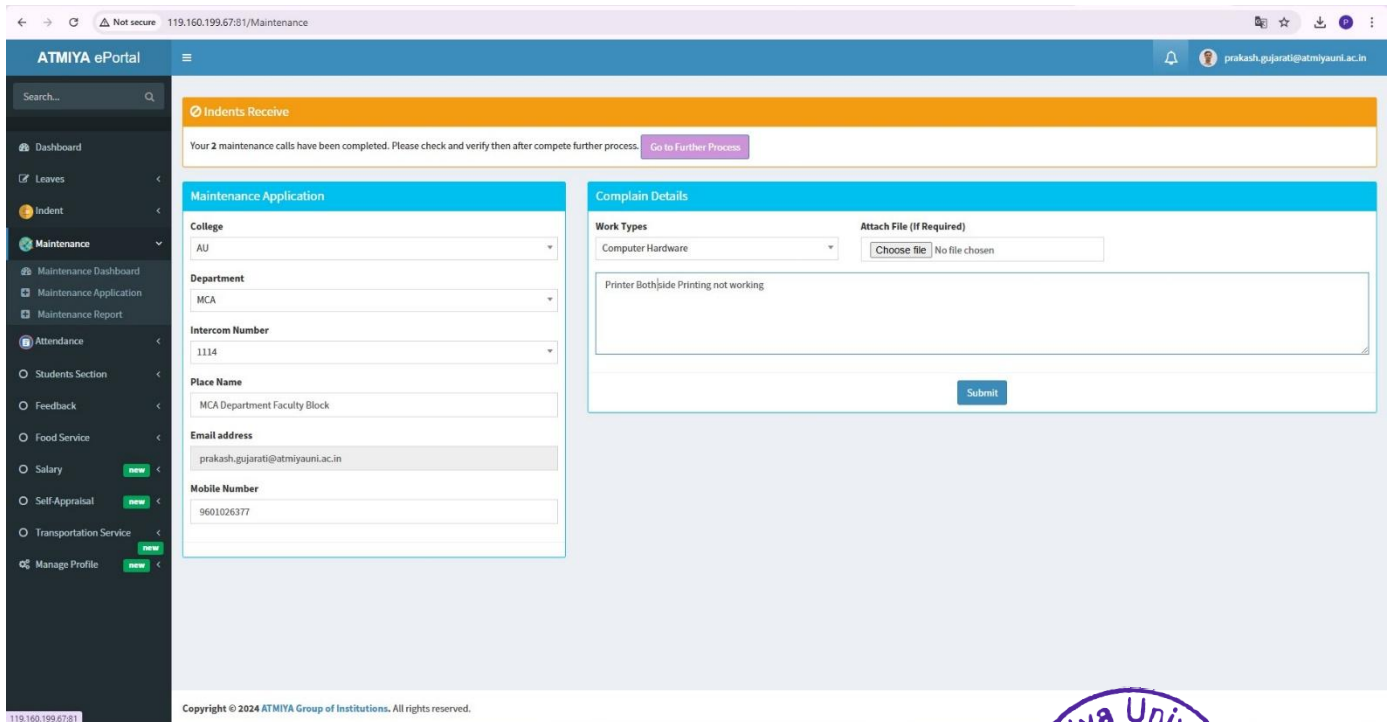 Not secure 119.160.199.67:81/Maintenance
P
ATMIYA ePortal
prakash.gujarati@atmiyauni.ac.in
Search...
Dashboard
Leaves
Indent
Maintenance
Maintenance Dashboard
Maintenance Application
Maintenance Report
Attendance
Students Section
Feedback
Food Service
Salary new
Self-Appraisal new
Transportation Service
new
Manage Profile new
119.160.199.67:81
Indents Receive
Your 2 maintenance calls have been completed. Please check and verify then after compete further process. Go to Further Process
Maintenance Application
College
AU
Department
MCA
Intercom Number
1114
Place Name
MCA Department Faculty Block
Email address
prakash.gujarati@atmiyauni.ac.in
Mobile Number
9601026377
Complain Details
Work Types
Computer Hardware
Attach File (If Required)
Choose file No file chosen
Printer Both side Printing not working
Submit
Copyright © 2024 ATMIYA Group of Institutions. All rights reserved.